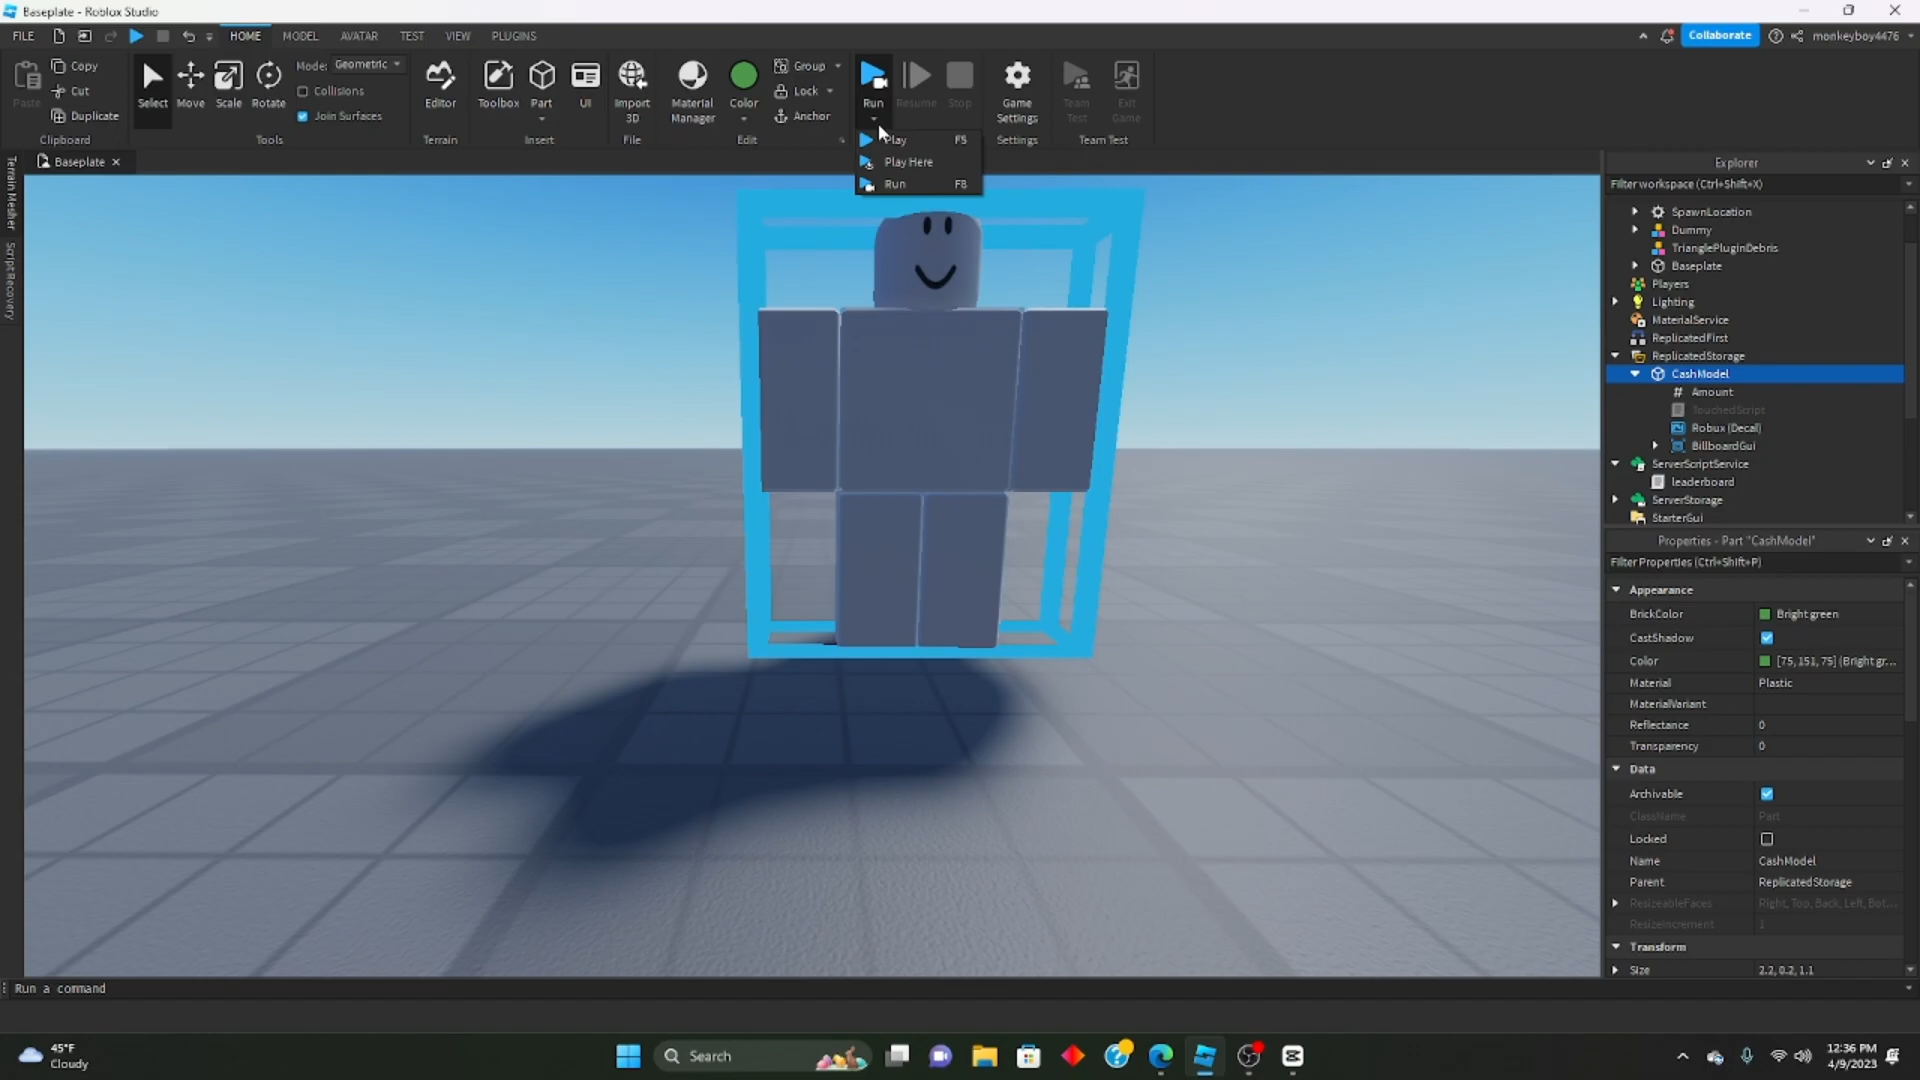 Baseplate - Roblox Studio
FILE HOME MODEL AVATAR TEST VIEW PLUGINS Collaborate monkeyboy4476
Paste Copy Cut Duplicate Clipboard
Select Move Scale Rotate Mode: Geometric Collisions Join Surfaces Tools
Editor Terrain
Toolbox Part UI Insert
Import 3D File
Material Manager Color Group Lock Anchor Edit
Run Resume Stop
Game Settings Settings
Team Test Exit Game Team Test
Play F5
Play Here
Run F8
Baseplate
Terrain Mesher
Script Recovery
Explorer
Filter workspace (Ctrl+Shift+X)
SpawnLocation
Dummy
TrianglePluginDebris
Baseplate
Players
Lighting
MaterialService
ReplicatedFirst
ReplicatedStorage
CashModel
Amount
TouchedScript
Robux (Decal)
BillboardGui
ServerScriptService
leaderboard
ServerStorage
StarterGui
Properties - Part "CashModel"
Filter Properties (Ctrl+Shift+P)
Appearance
BrickColor Bright green
CastShadow
Color [75, 151, 75] (Bright gr...
Material Plastic
MaterialVariant
Reflectance 0
Transparency 0
Data
Archivable
ClassName Part
Locked
Name CashModel
Parent ReplicatedStorage
ResizeableFaces Right, Top, Back, Left, Bot...
ResizeIncrement 1
Transform
Size 2.2, 0.2, 1.1
Run a command
45°F
Cloudy
Search
12:36 PM
4/9/2023